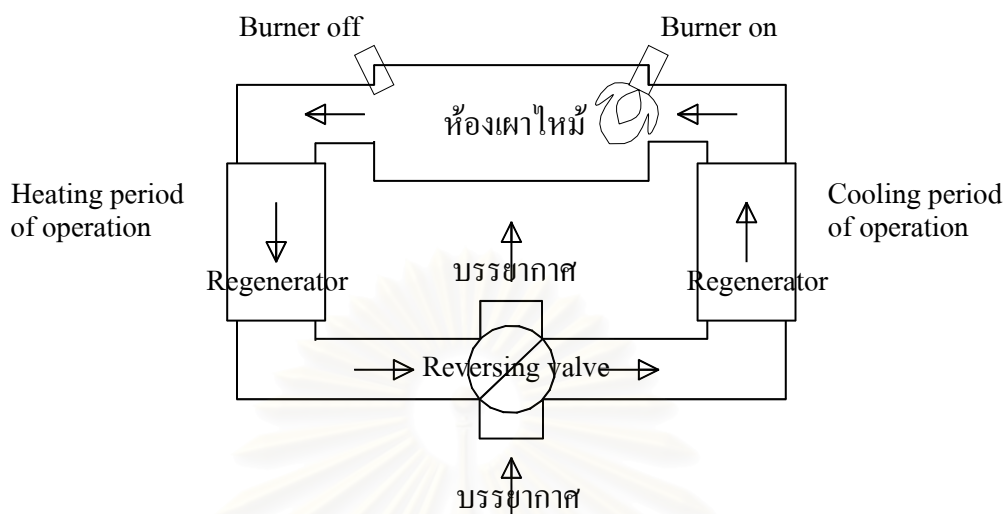 Burner off
Burner on
ห้องเผาไหม้
Heating period
of operation
Cooling period
of operation
Regenerator
บรรยากาศ
Regenerator
Reversing valve
บรรยากาศ